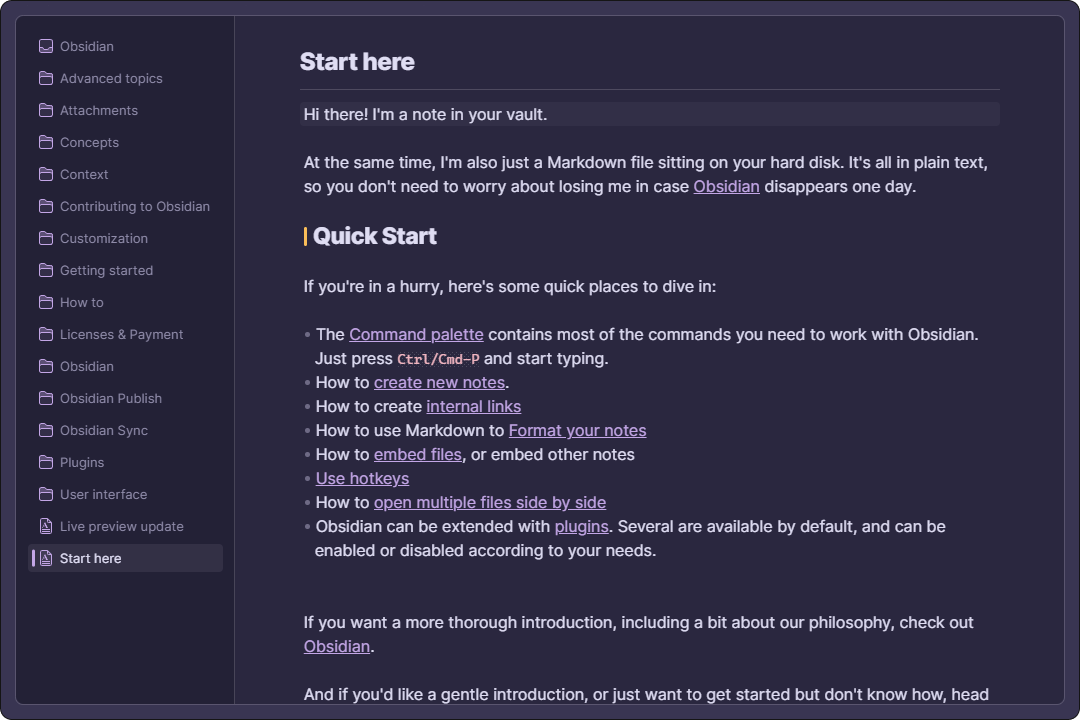 Obsidian
Advanced topics
Attachments
Concepts
Context
Contributing to Obsidian
Customization
Getting started
How to
Licenses & Payment
Obsidian
Obsidian Publish
Obsidian Sync
Plugins
User interface
Live preview update
Start here
Start here
Hi there! I'm a note in your vault.
At the same time, I'm also just a Markdown file sitting on your hard disk. It's all in plain text,
so you don't need to worry about losing me in case Obsidian disappears one day.
Quick Start
If you're in a hurry, here's some quick places to dive in:
• The Command palette contains most of the commands you need to work with Obsidian.
Just press Ctrl/Cmd-P and start typing.
• How to create new notes.
• How to create internal links
• How to use Markdown to Format your notes
• How to embed files, or embed other notes
• Use hotkeys
• How to open multiple files side by side
• Obsidian can be extended with plugins. Several are available by default, and can be
enabled or disabled according to your needs.
If you want a more thorough introduction, including a bit about our philosophy, check out
Obsidian.
And if you'd like a gentle introduction, or just want to get started but don't know how, head